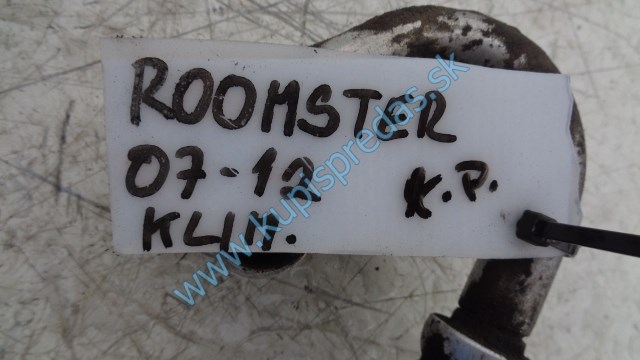 ROOMSTER
07-12
K.P.
KLIM.
www.kupispredas.sk